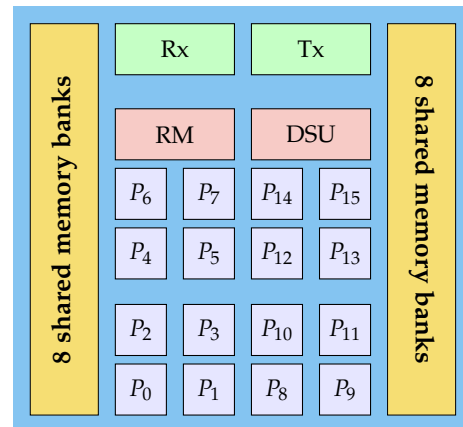 8 shared memory banks
Rx Tx
RM DSU
P6 P7 P14 P15
P4 P5 P12 P13
P2 P3 P10 P11
P0 P1 P8 P9
8 shared memory banks